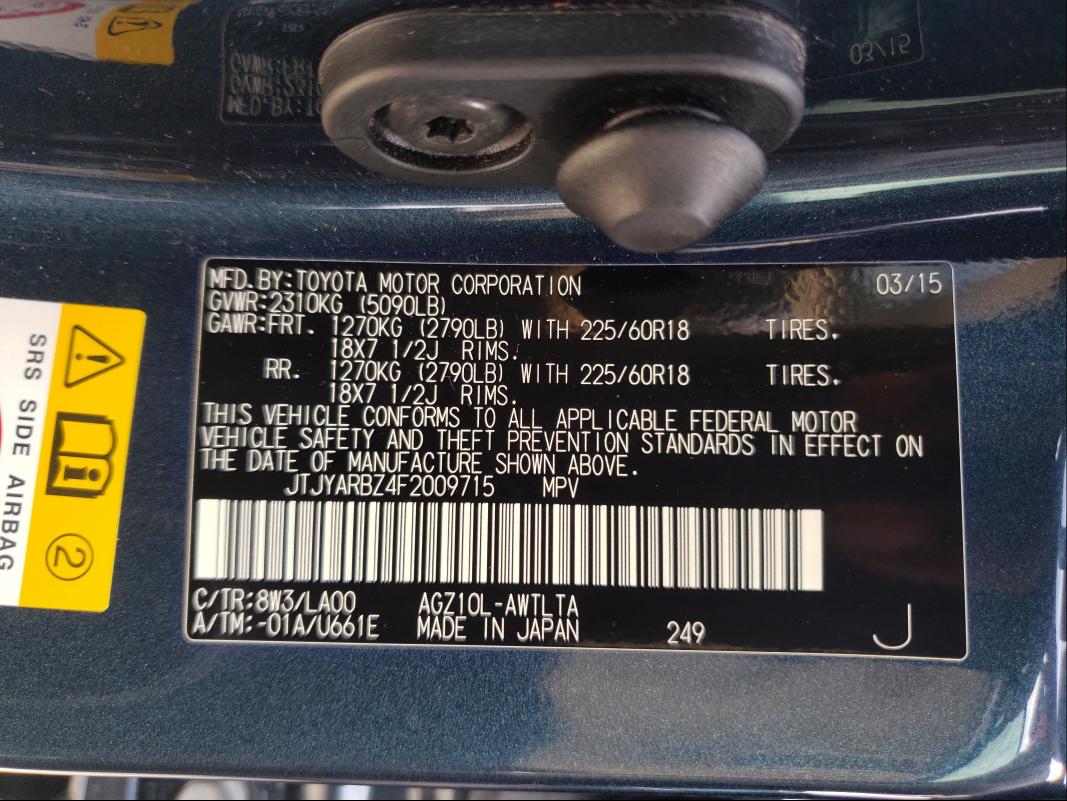 03/15
MFD.BY:TOYOTA MOTOR CORPORATION 03/15
GVWR:2310KG (5090LB)
GAWR:FRT. 1270KG (2790LB) WITH 225/60R18 TIRES.
18X7 1/2J RIMS.
RR. 1270KG (2790LB) WITH 225/60R18 TIRES.
18X7 1/2J RIMS.
THIS VEHICLE CONFORMS TO ALL APPLICABLE FEDERAL MOTOR
VEHICLE SAFETY AND THEFT PREVENTION STANDARDS IN EFFECT ON
THE DATE OF MANUFACTURE SHOWN ABOVE.
JTJYARBZ4F2009715 MPV
C/TR:8W3/LA00 AGZ10L-AWTLTA
A/TM:-01A/U661E MADE IN JAPAN 249 J
SRS SIDE AIRBAG
2